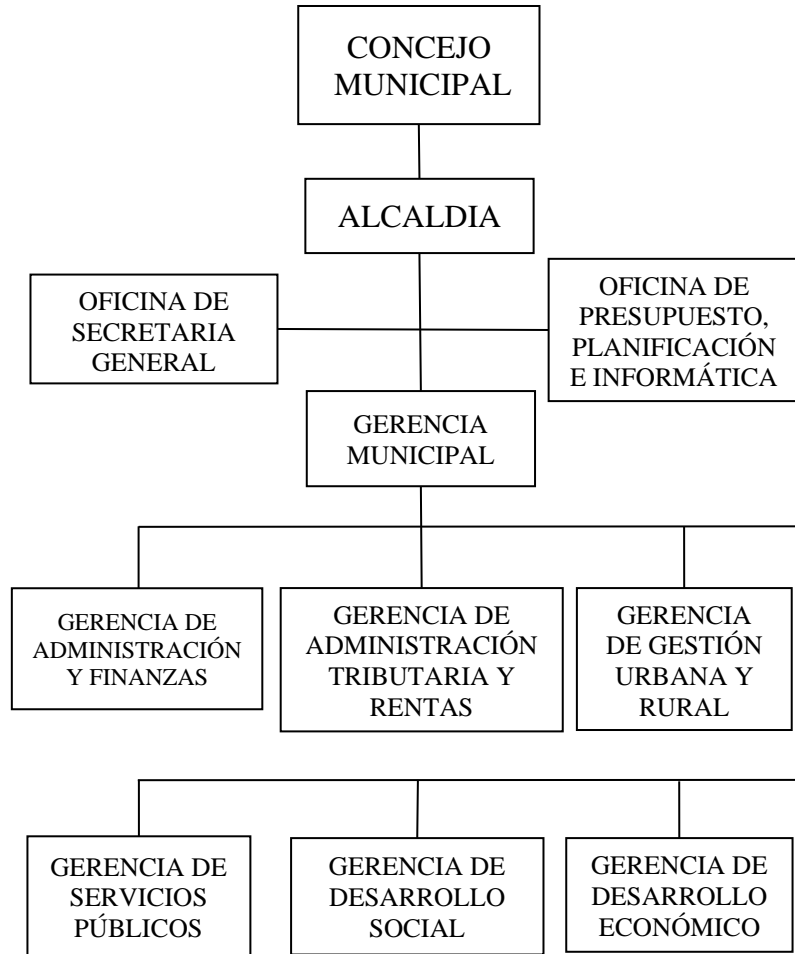 CONCEJO
MUNICIPAL
ALCALDIA
OFICINA DE
SECRETARIA
GENERAL
OFICINA DE
PRESUPUESTO,
PLANIFICACIÓN
E INFORMÁTICA
GERENCIA
MUNICIPAL
GERENCIA DE
ADMINISTRACIÓN
Y FINANZAS
GERENCIA DE
ADMINISTRACIÓN
TRIBUTARIA Y
RENTAS
GERENCIA
DE GESTIÓN
URBANA Y
RURAL
GERENCIA DE
SERVICIOS
PÚBLICOS
GERENCIA DE
DESARROLLO
SOCIAL
GERENCIA DE
DESARROLLO
ECONÓMICO